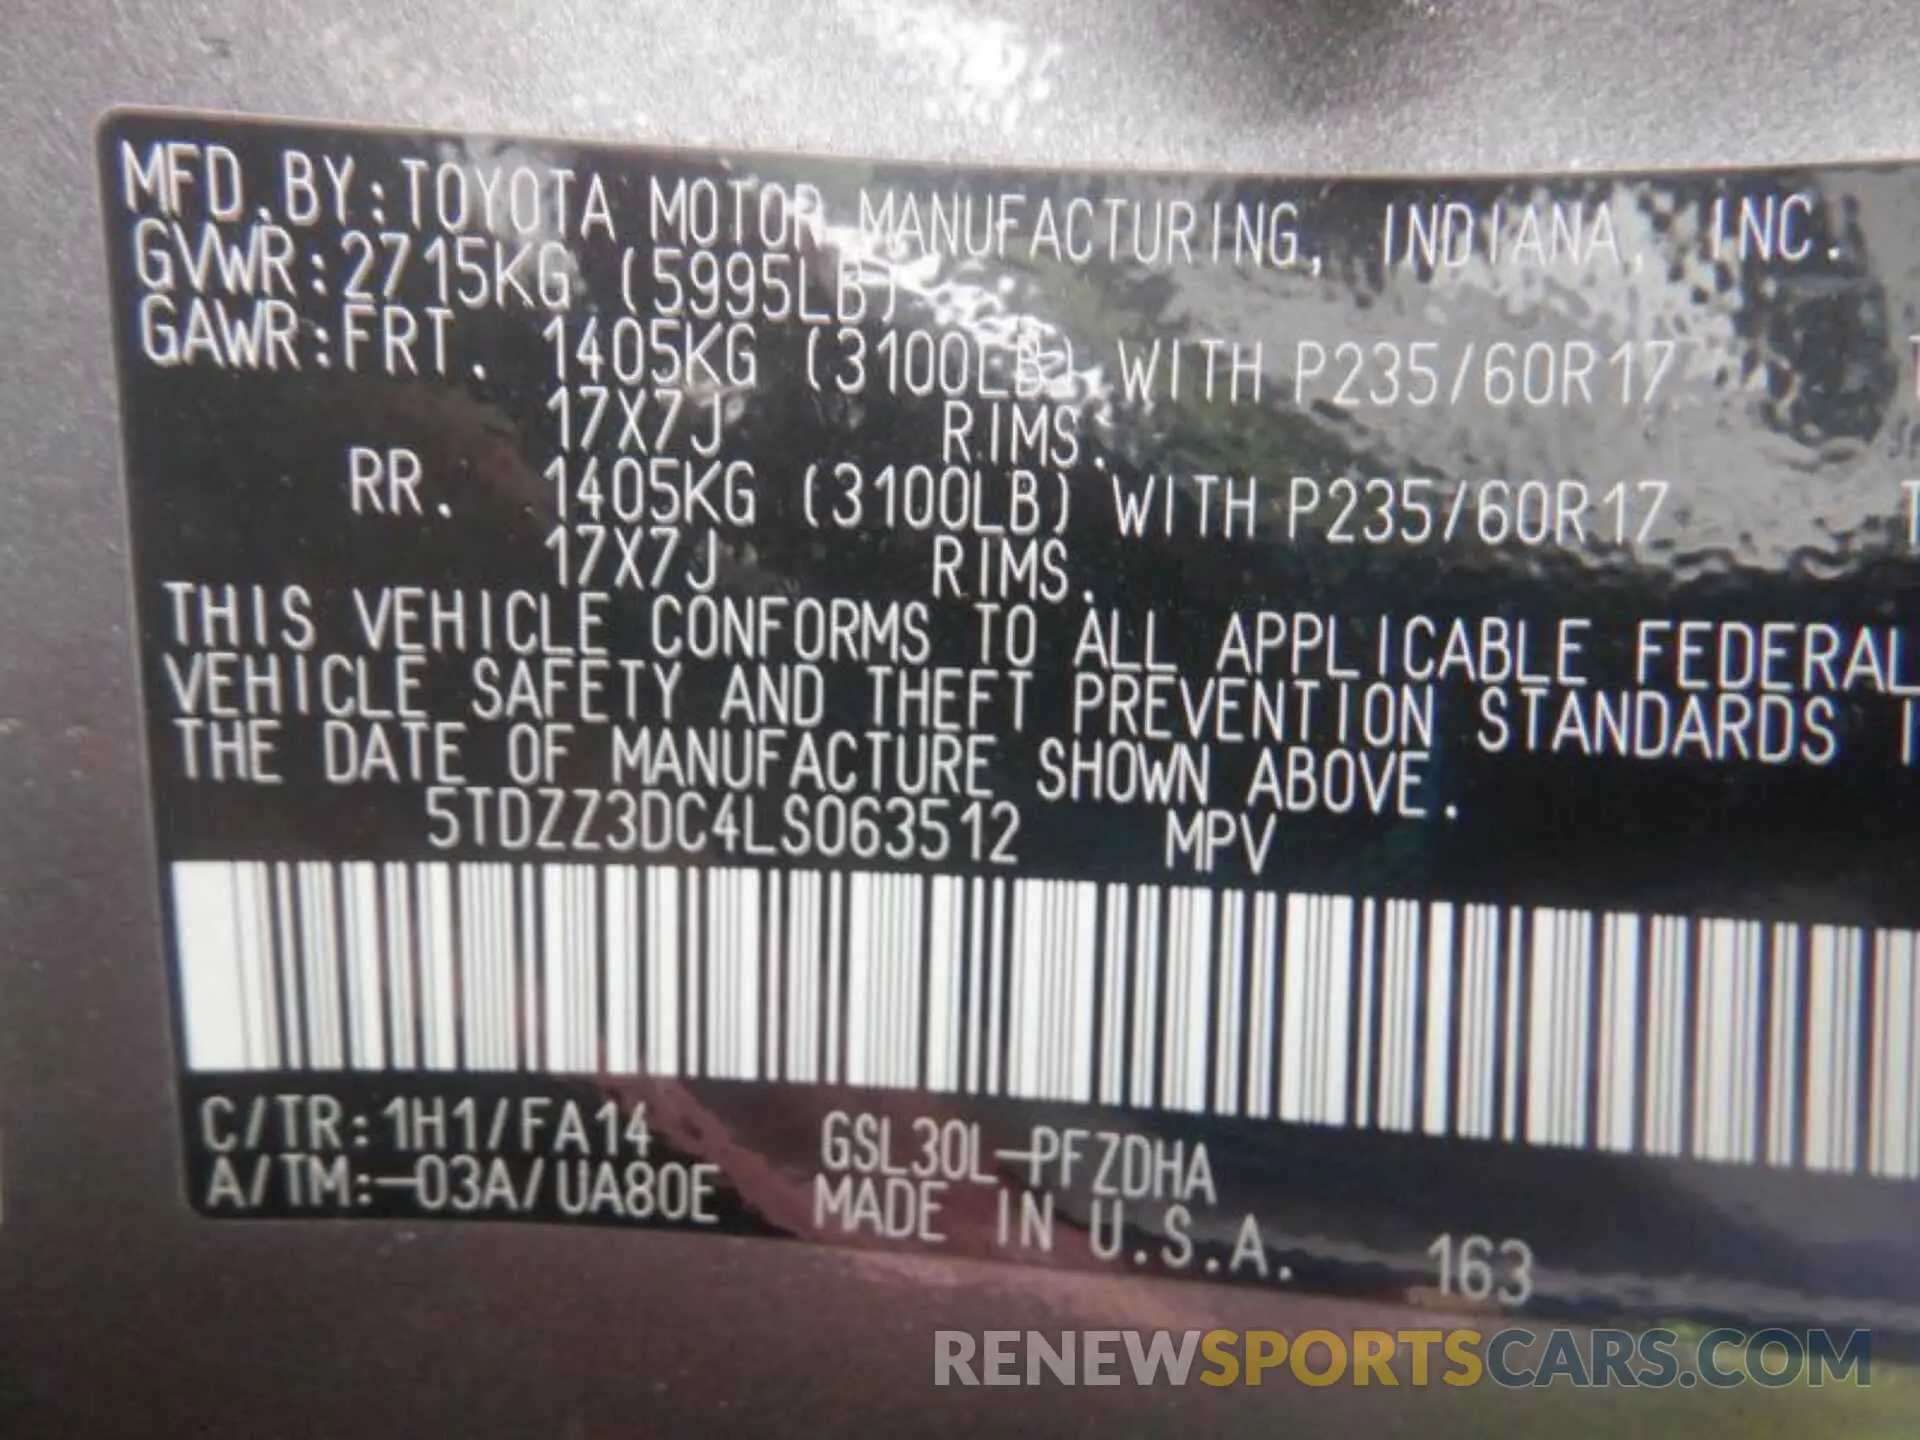 MFD.BY:TOYOTA MOTOR MANUFACTURING, INDIANA, INC.
GVWR:2715KG (5995LB)
GAWR:FRT. 1405KG (3100LB) WITH P235/60R17 T
17X7J RIMS.
RR. 1405KG (3100LB) WITH P235/60R17 T
17X7J RIMS.
THIS VEHICLE CONFORMS TO ALL APPLICABLE FEDERAL
VEHICLE SAFETY AND THEFT PREVENTION STANDARDS I
THE DATE OF MANUFACTURE SHOWN ABOVE.
5TDZZ3DC4LS063512 MPV
C/TR:1H1/FA14 GSL30L-PFZDHA
A/TM:-03A/UA80E MADE IN U.S.A. 163
RENEWSPORTSCARS.COM